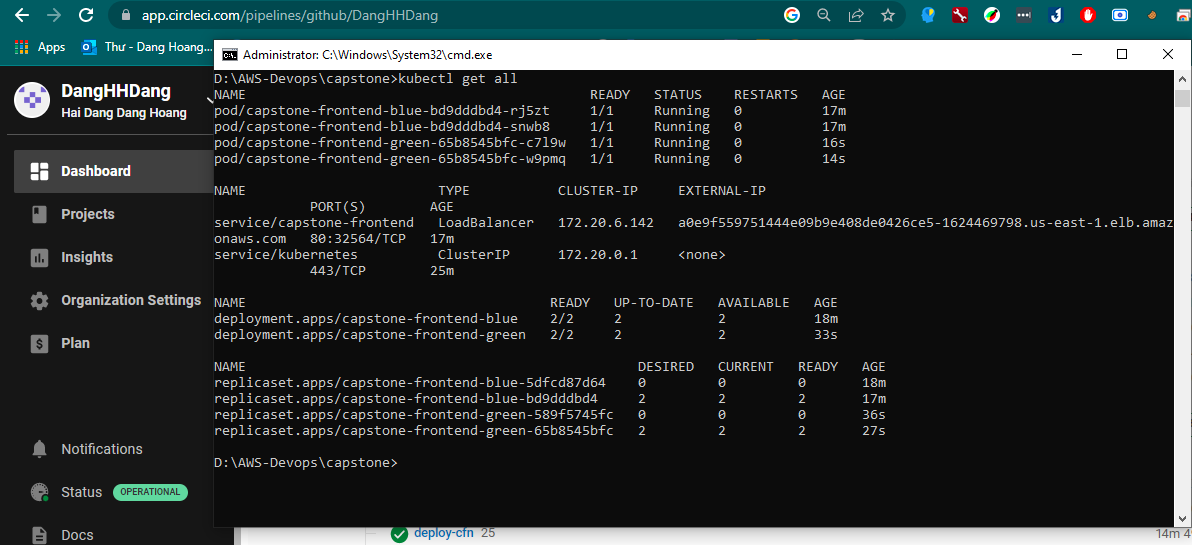 app.circleci.com/pipelines/github/DangHHDang
Apps
Thư - Dang Hoang...
Administrator: C:\Windows\System32\cmd.exe
DangHHDang
Hai Dang Dang Hoang
Dashboard
Projects
Insights
Organization Settings
Plan
Notifications
Status OPERATIONAL
Docs
D:\AWS-Devops\capstone>kubectl get all
NAME READY STATUS RESTARTS AGE
pod/capstone-frontend-blue-bd9dddbd4-rj5zt 1/1 Running 0 17m
pod/capstone-frontend-blue-bd9dddbd4-snwb8 1/1 Running 0 17m
pod/capstone-frontend-green-65b8545bfc-c7l9w 1/1 Running 0 16s
pod/capstone-frontend-green-65b8545bfc-w9pmq 1/1 Running 0 14s
NAME TYPE CLUSTER-IP EXTERNAL-IP
PORT(S) AGE
service/capstone-frontend LoadBalancer 172.20.6.142 a0e9f559751444e09b9e408de0426ce5-1624469798.us-east-1.elb.amaz
onaws.com 80:32564/TCP 17m
service/kubernetes ClusterIP 172.20.0.1 <none>
443/TCP 25m
NAME READY UP-TO-DATE AVAILABLE AGE
deployment.apps/capstone-frontend-blue 2/2 2 2 18m
deployment.apps/capstone-frontend-green 2/2 2 2 33s
NAME DESIRED CURRENT READY AGE
replicaset.apps/capstone-frontend-blue-5dfcd87d64 0 0 0 18m
replicaset.apps/capstone-frontend-blue-bd9dddbd4 2 2 2 17m
replicaset.apps/capstone-frontend-green-589f5745fc 0 0 0 36s
replicaset.apps/capstone-frontend-green-65b8545bfc 2 2 2 27s
D:\AWS-Devops\capstone>
deploy-cfn 25
14m 4